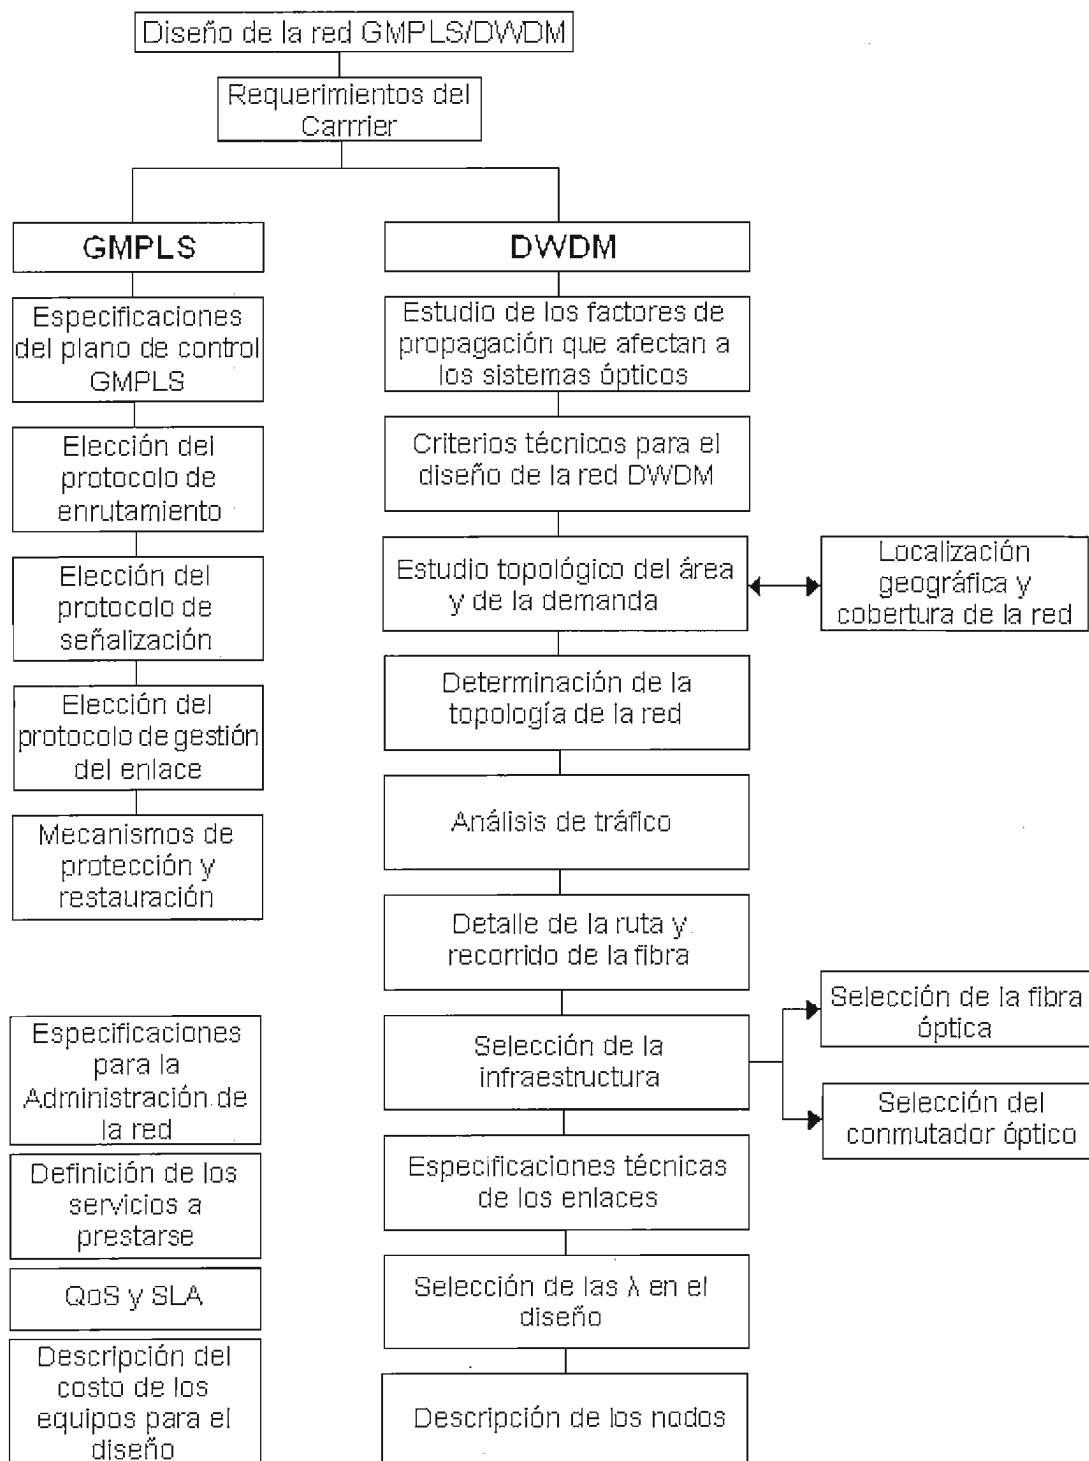 Diseño de la red GMPLS/DWDM
Requerimientos del
Carrrier
GMPLS
Especificaciones
del plano de control
GMPLS
Elección del
protocolo de
enrutamiento
Elección del
protocolo de
señalización
Elección del
protocolo de gestión
del enlace
Mecanismos de
protección y
restauración
Especificaciones
para la
Administración de
la red
Definición de los
servicios a
prestarse
QoS y SLA
Descripción del
costo de los
equipos para el
diseño
DWDM
Estudio de los factores de
propagación que afectan a
los sistemas ópticos
Criterios técnicos para el
diseño de la red DWDM
Estudio topológico del área
y de la demanda
Localización
geográfica y
cobertura de la red
Determinación de la
topología de la red
Análisis de tráfico
Detalle de la ruta y
recorrido de la fibra
Selección de la
infraestructura
Selección de la fibra
óptica
Selección del
conmutador óptico
Especificaciones técnicas
de los enlaces
Selección de las λ en el
diseño
Descripción de los nodos